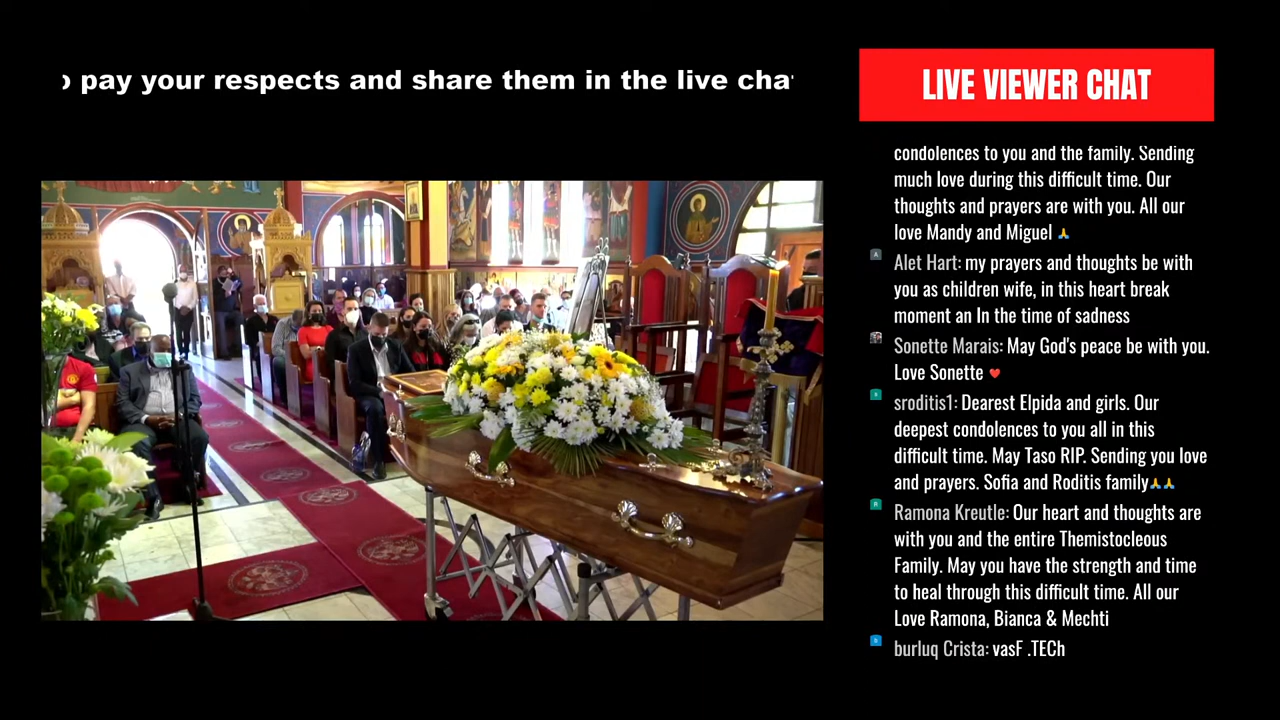 pay your respects and share them in the live
LIVE VIEWER CHAT
condolences to you and the family. Sending
much love during this difficult time. Our
thoughts and prayers are with you. All our
love Mandy and Miguel 🙏
Alet Hart: my prayers and thoughts be with
you as children wife, in this heart break
moment an In the time of sadness
Sonette Marais: May God's peace be with you.
Love Sonette ❤
sroditis1: Dearest Elpida and girls. Our
deepest condolences to you all in this
difficult time. May Taso RIP. Sending you love
and prayers. Sofia and Roditis family🙏🙏
Ramona Kreutle: Our heart and thoughts are
with you and the entire Themistocleous
Family. May you have the strength and time
to heal through this difficult time. All our
Love Ramona, Bianca & Mechti
burluq Crista: vasF .TECh